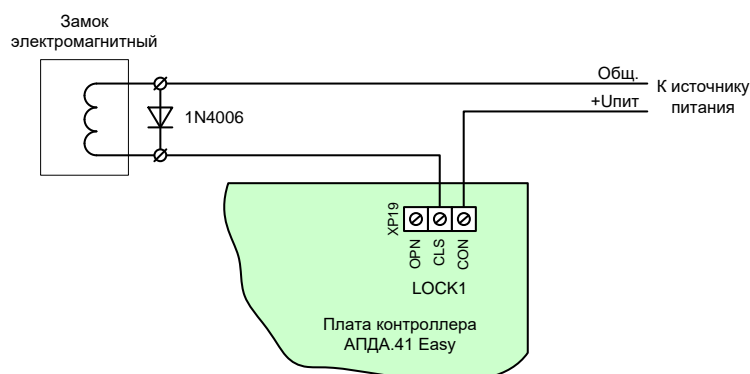 Замок
электромагнитный
Общ.
+Uпит
К источнику
питания
1N4006
XP19
OPN
CLS
CON
LOCK1
Плата контроллера
АПДА.41 Easy